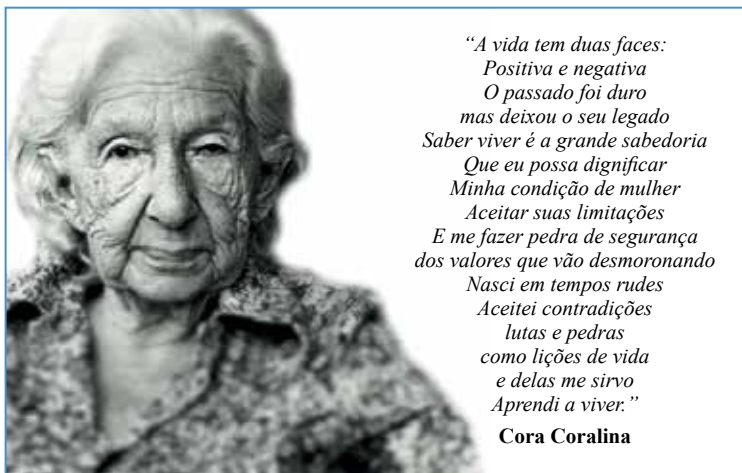 “A vida tem duas faces:
Positiva e negativa
O passado foi duro
mas deixou o seu legado
Saber viver é a grande sabedoria
Que eu possa dignificar
Minha condição de mulher
Aceitar suas limitações
E me fazer pedra de segurança
dos valores que vão desmoronando
Nasci em tempos rudes
Aceitei contradições
lutas e pedras
como lições de vida
e delas me sirvo
Aprendi a viver.”
Cora Coralina